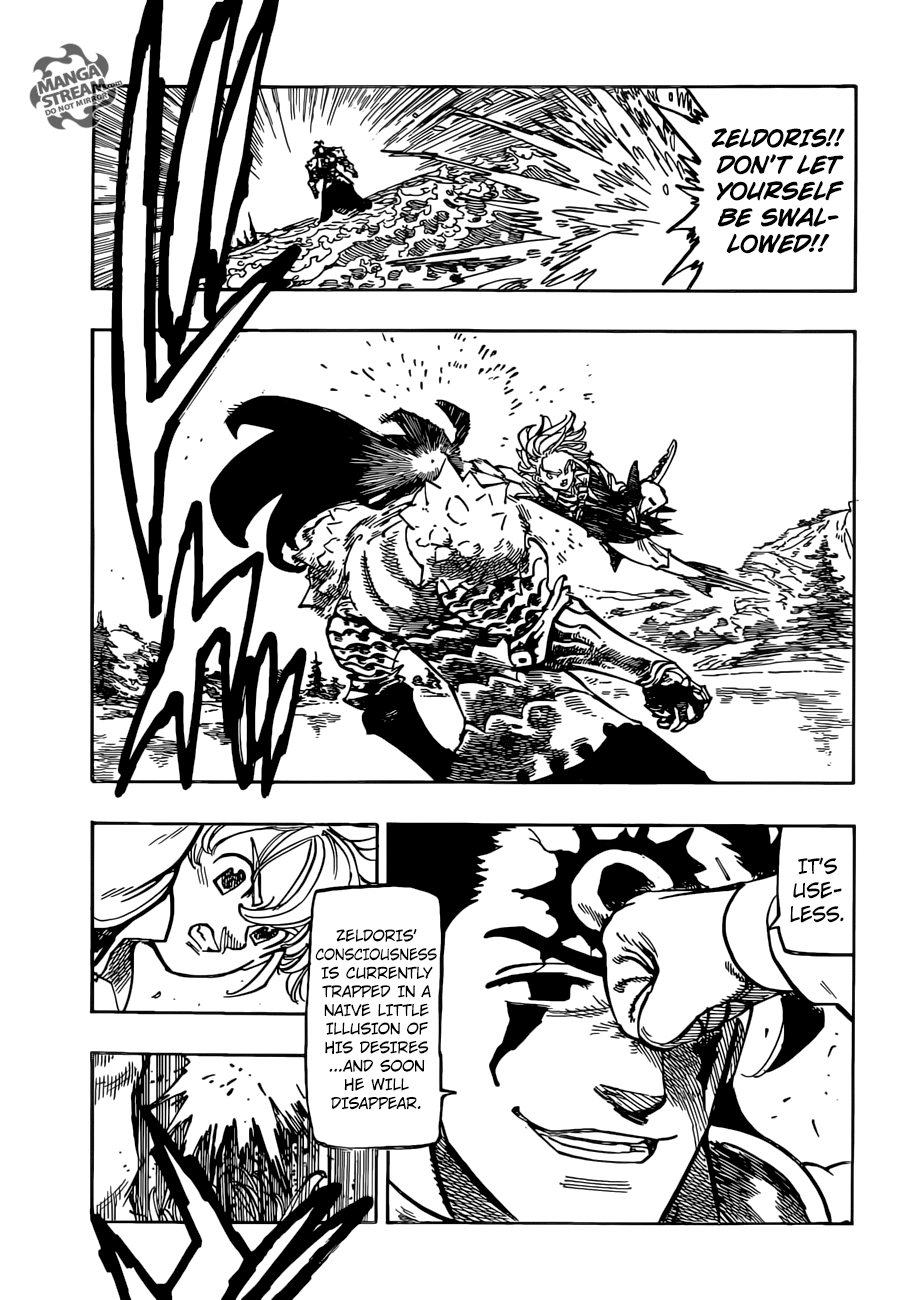 MANGA
STREAM.com
DO NOT MIRROR
ZELDORIS!!
DON'T LET
YOURSELF
BE SWAL-
LOWED!!
IT'S
USE-
LESS.
ZELDORIS'
CONSCIOUSNESS
IS CURRENTLY
TRAPPED IN A
NAIVE LITTLE
ILLUSION OF
HIS DESIRES
...AND SOON
HE WILL
DISAPPEAR.